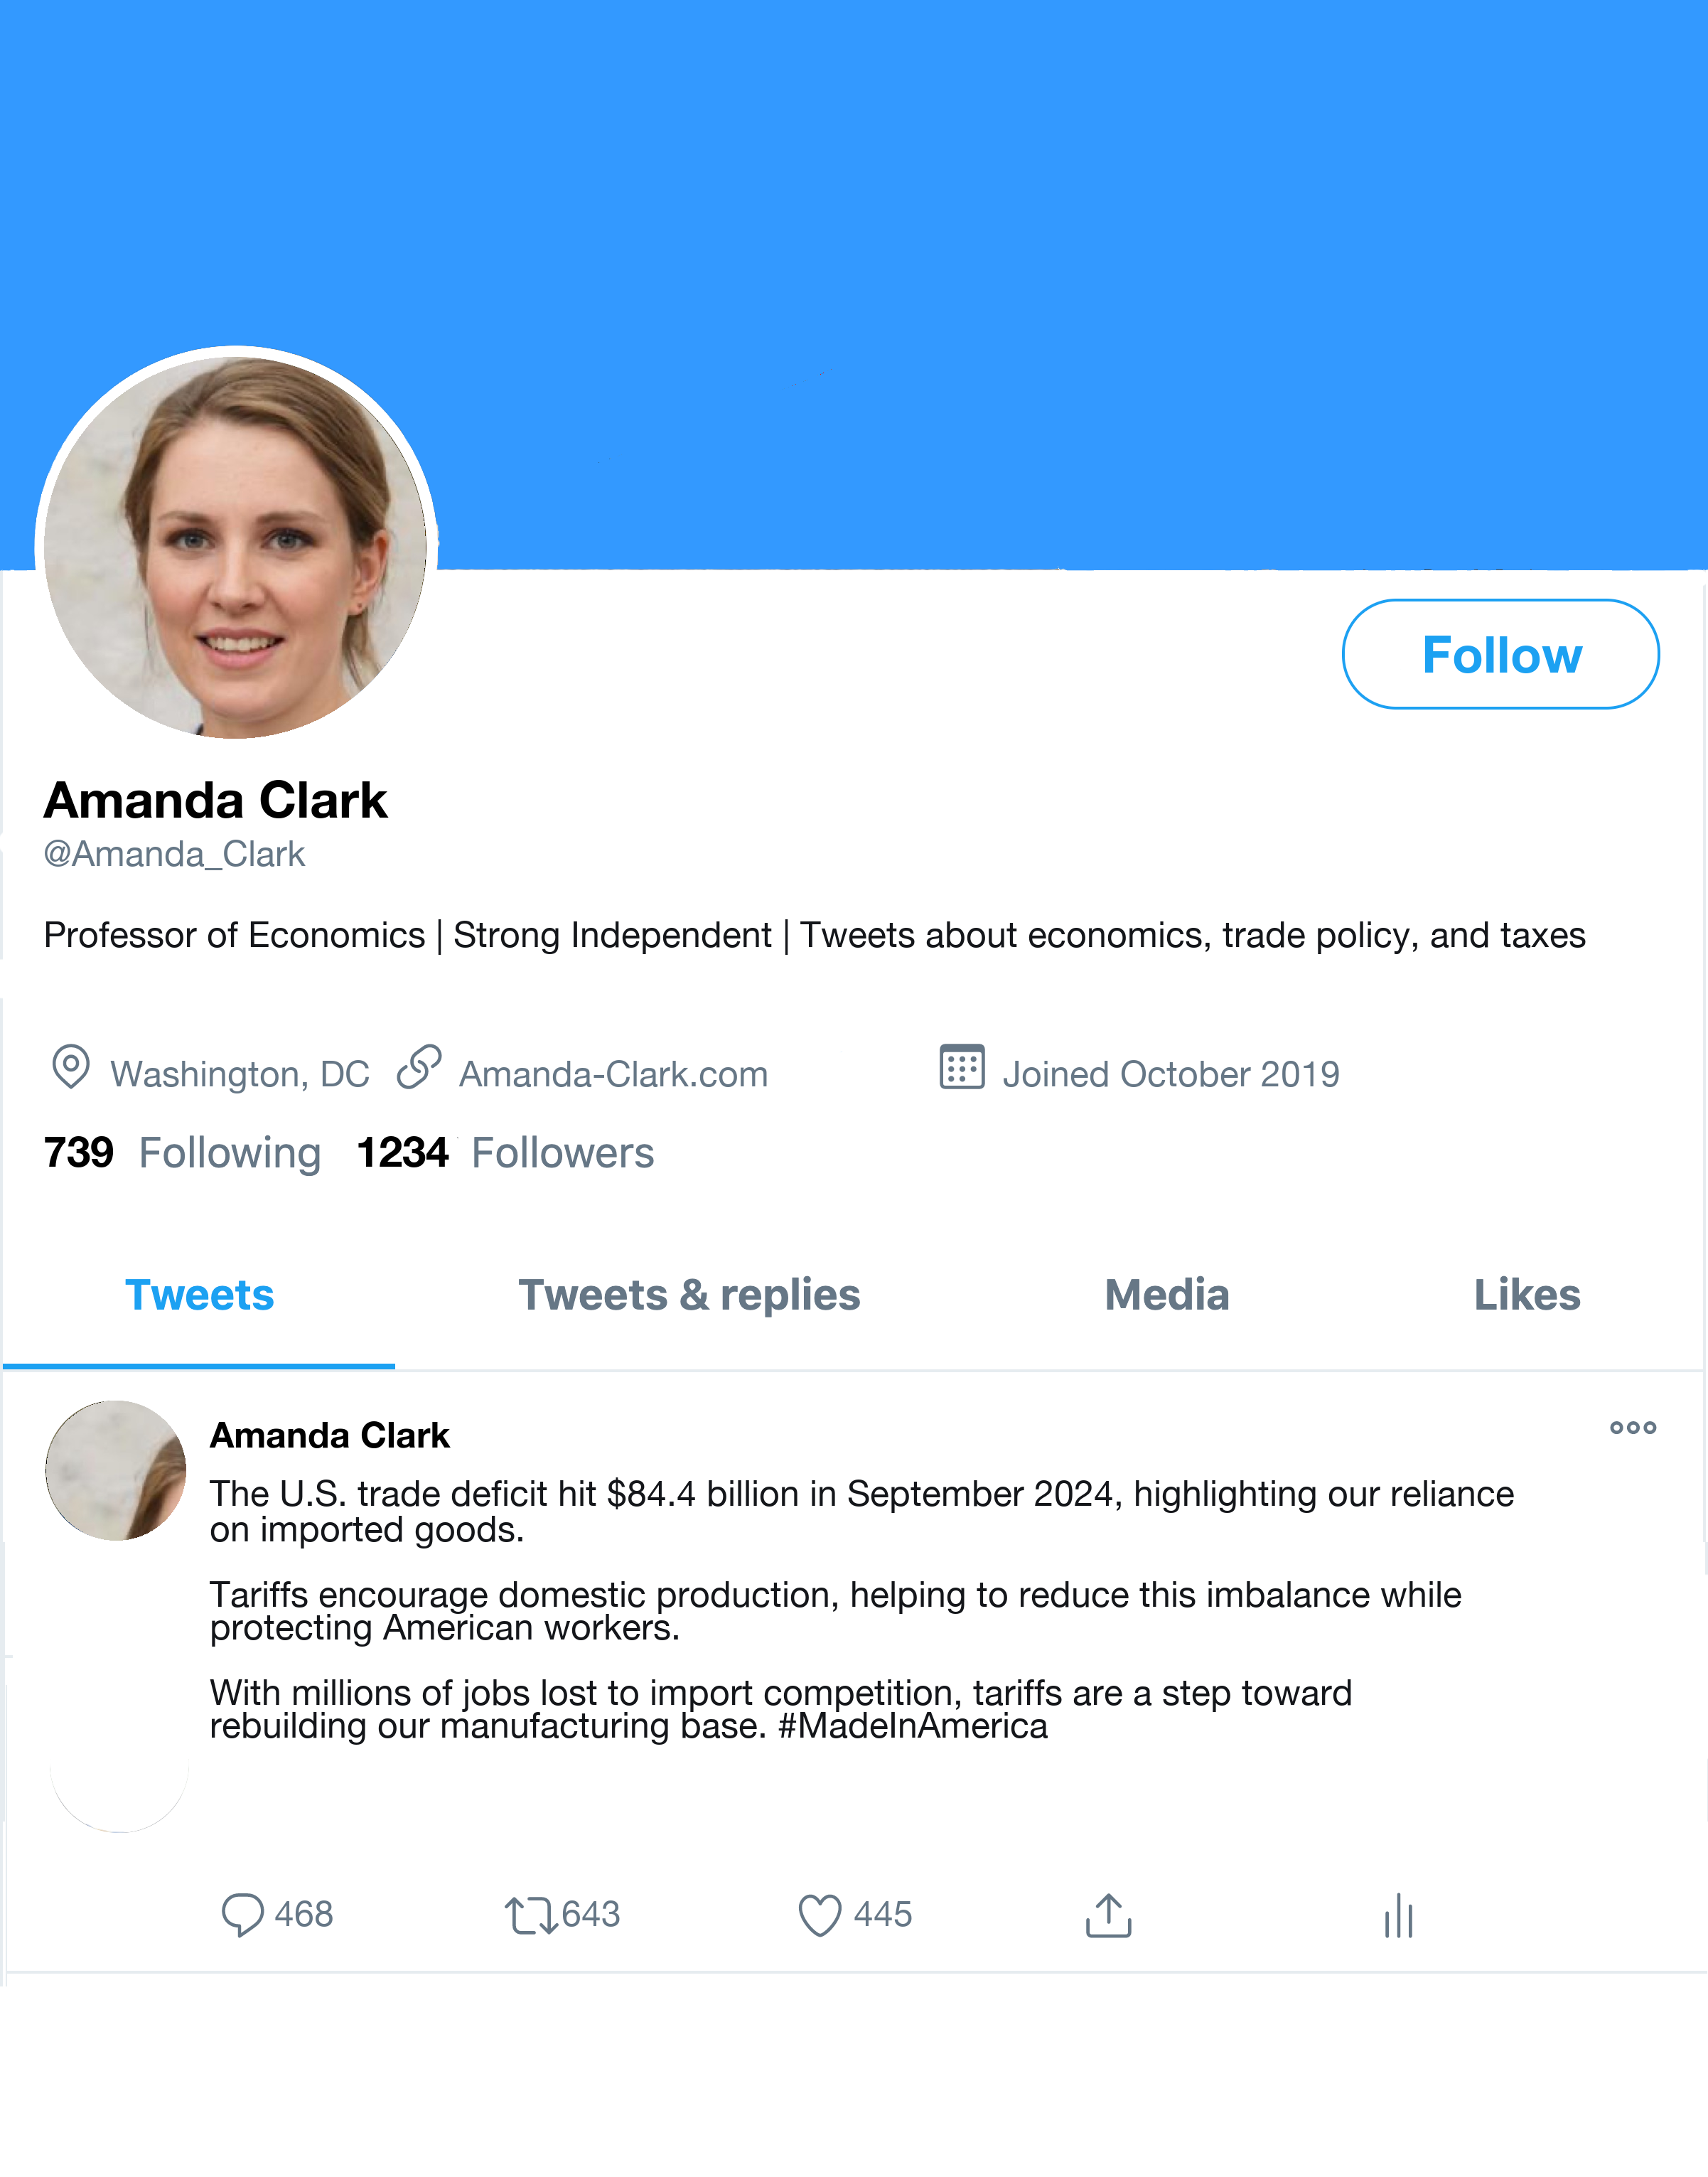 Follow
Amanda Clark
@Amanda_Clark
Professor of Economics | Strong Independent | Tweets about economics, trade policy, and taxes
Washington, DC Amanda-Clark.com Joined October 2019
739 Following 1234 Followers
Tweets Tweets & replies Media Likes
Amanda Clark
The U.S. trade deficit hit $84.4 billion in September 2024, highlighting our reliance
on imported goods.
Tariffs encourage domestic production, helping to reduce this imbalance while
protecting American workers.
With millions of jobs lost to import competition, tariffs are a step toward
rebuilding our manufacturing base. #MadeInAmerica
468 643 445